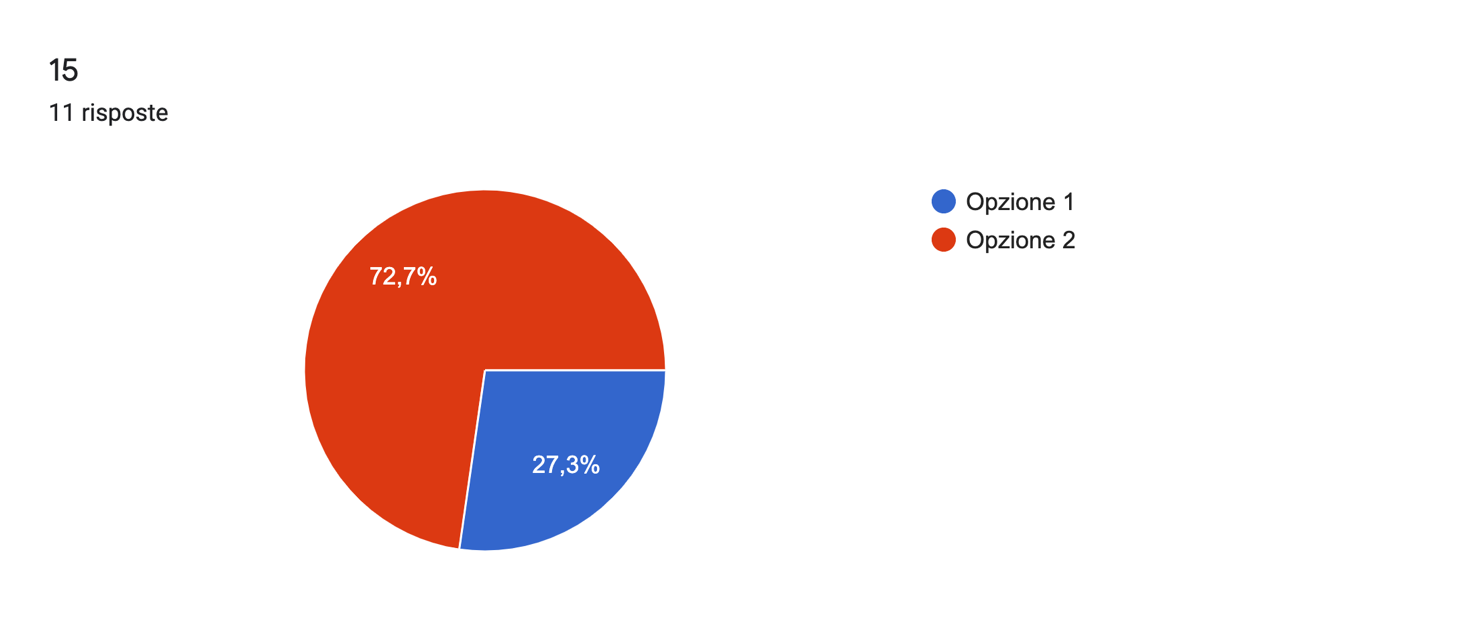 15
11 risposte
Opzione 1
Opzione 2
72,7%
27,3%